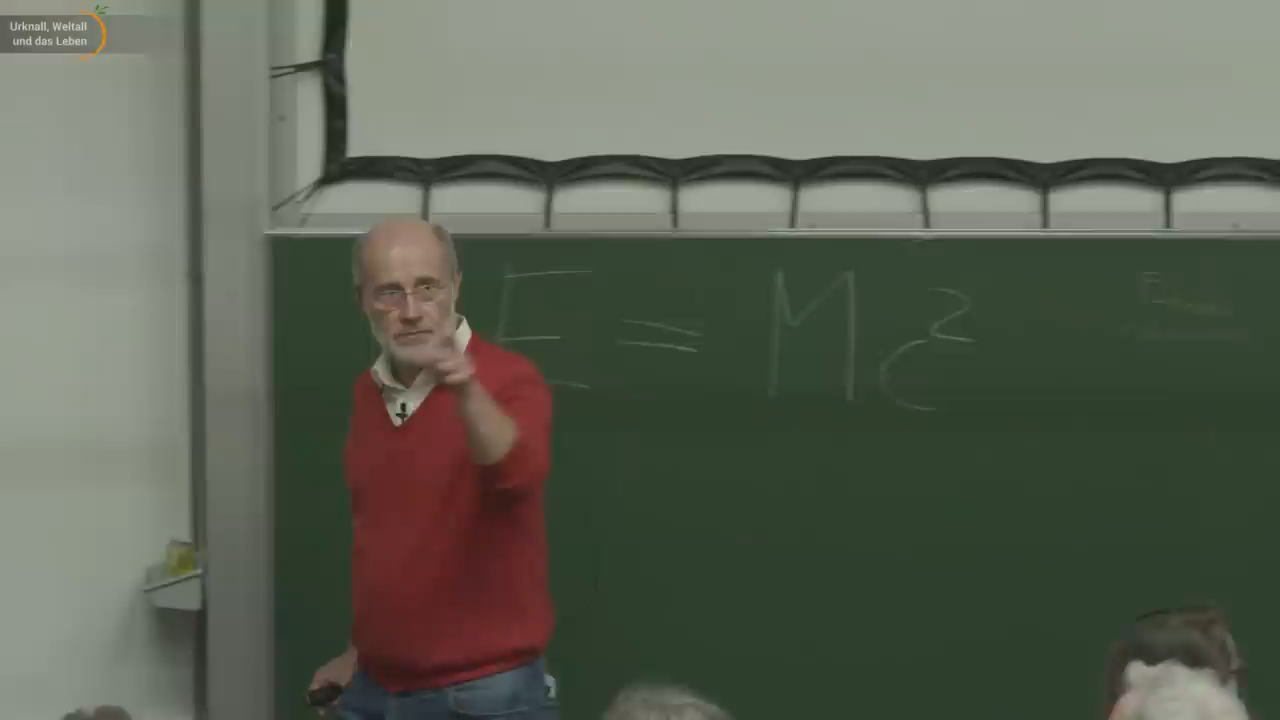 Urknall, Weltall
und das Leben
E = Mc²